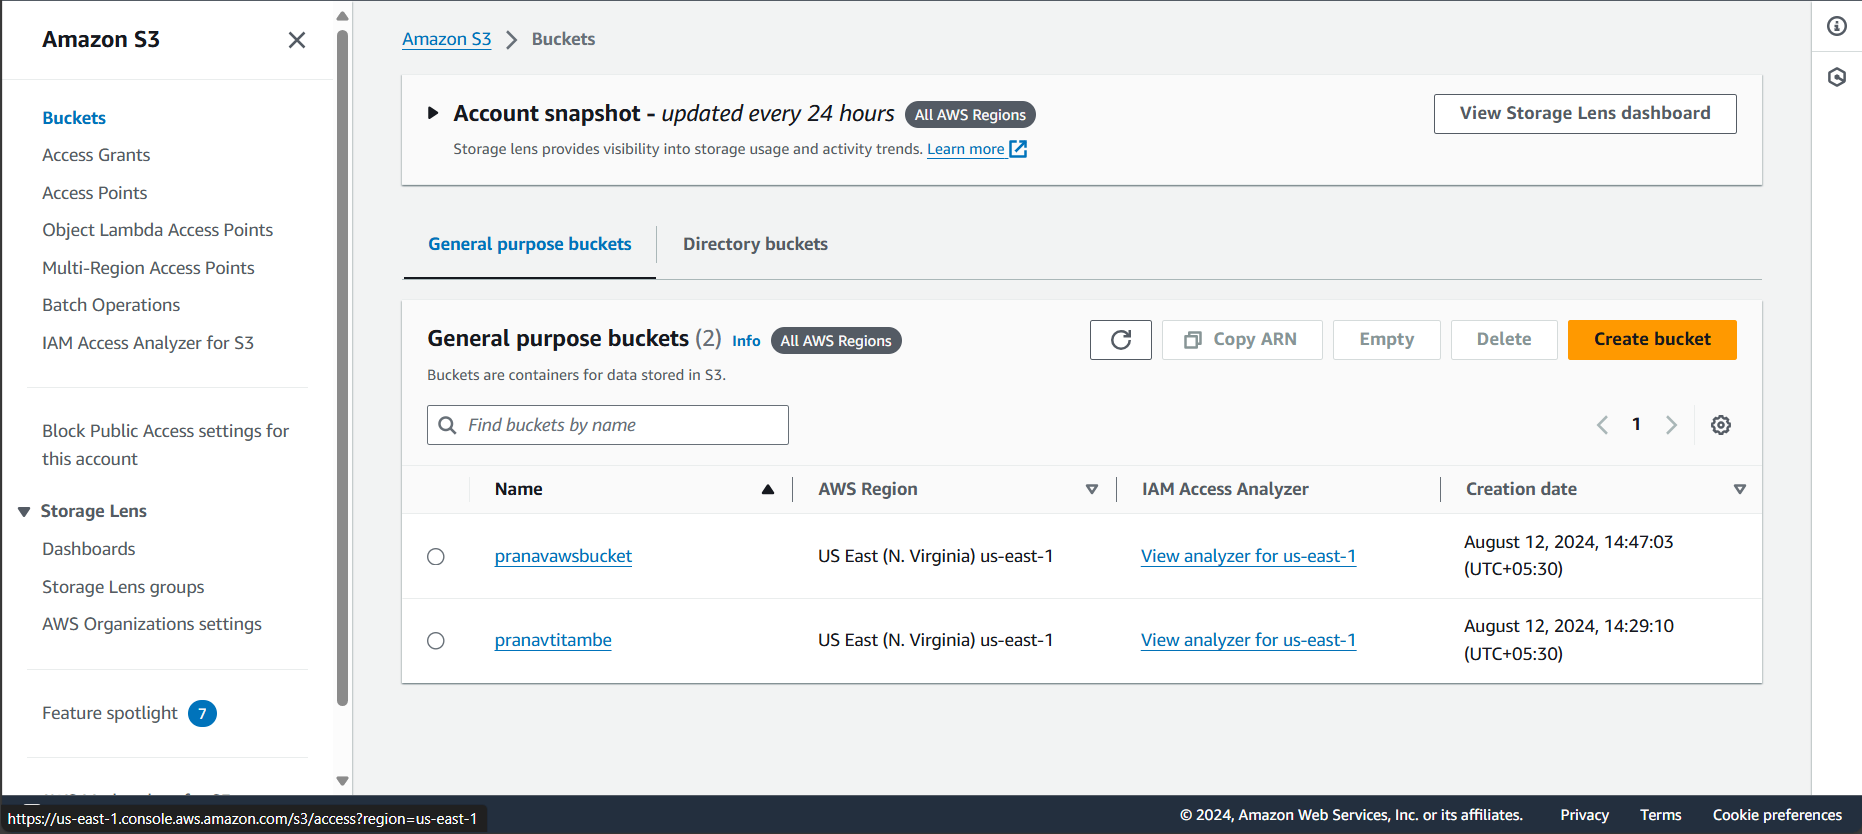 Amazon S3
Buckets
Access Grants
Access Points
Object Lambda Access Points
Multi-Region Access Points
Batch Operations
IAM Access Analyzer for S3
Block Public Access settings for
this account
Storage Lens
Dashboards
Storage Lens groups
AWS Organizations settings
Feature spotlight 7
https://us-east-1.console.aws.amazon.com/s3/access?region=us-east-1
Amazon S3 > Buckets
Account snapshot - updated every 24 hours All AWS Regions
View Storage Lens dashboard
Storage lens provides visibility into storage usage and activity trends. Learn more
General purpose buckets Directory buckets
General purpose buckets (2) Info All AWS Regions
Copy ARN Empty Delete Create bucket
Buckets are containers for data stored in S3.
Find buckets by name
1
Name AWS Region IAM Access Analyzer Creation date
pranavawsbucket US East (N. Virginia) us-east-1 View analyzer for us-east-1 August 12, 2024, 14:47:03
(UTC+05:30)
pranavtitambe US East (N. Virginia) us-east-1 View analyzer for us-east-1 August 12, 2024, 14:29:10
(UTC+05:30)
© 2024, Amazon Web Services, Inc. or its affiliates. Privacy Terms Cookie preferences